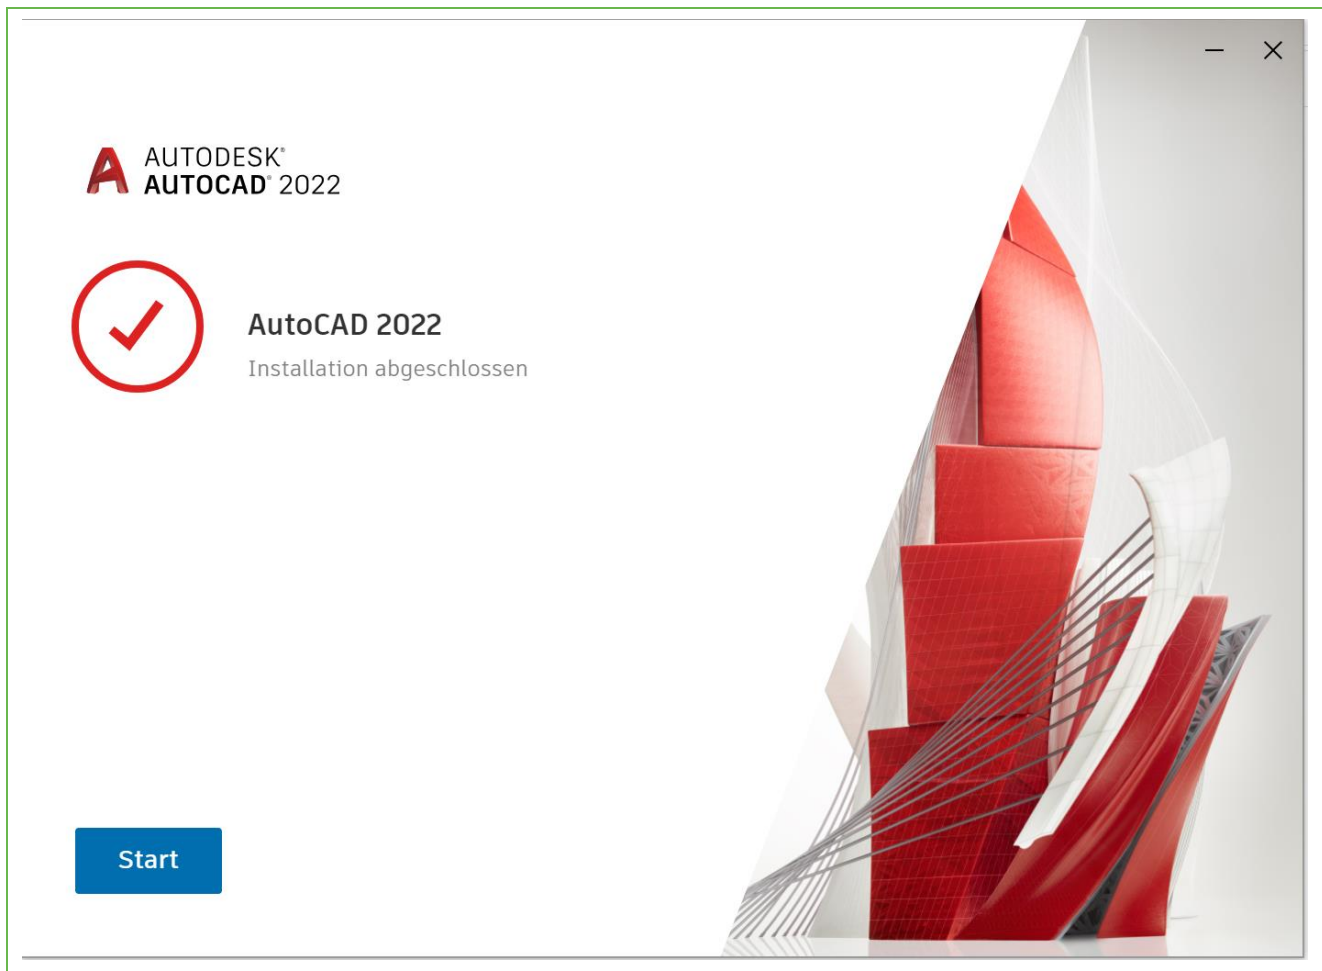 AUTODESK®
AUTOCAD® 2022
AutoCAD 2022
Installation abgeschlossen
Start